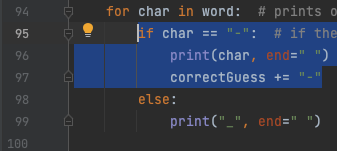 94 for char in word: # prints o
95 if char == "-": # if the
96 print(char, end=" ")
97 correctGuess += "-"
98 else:
99 print("_", end=" ")
100